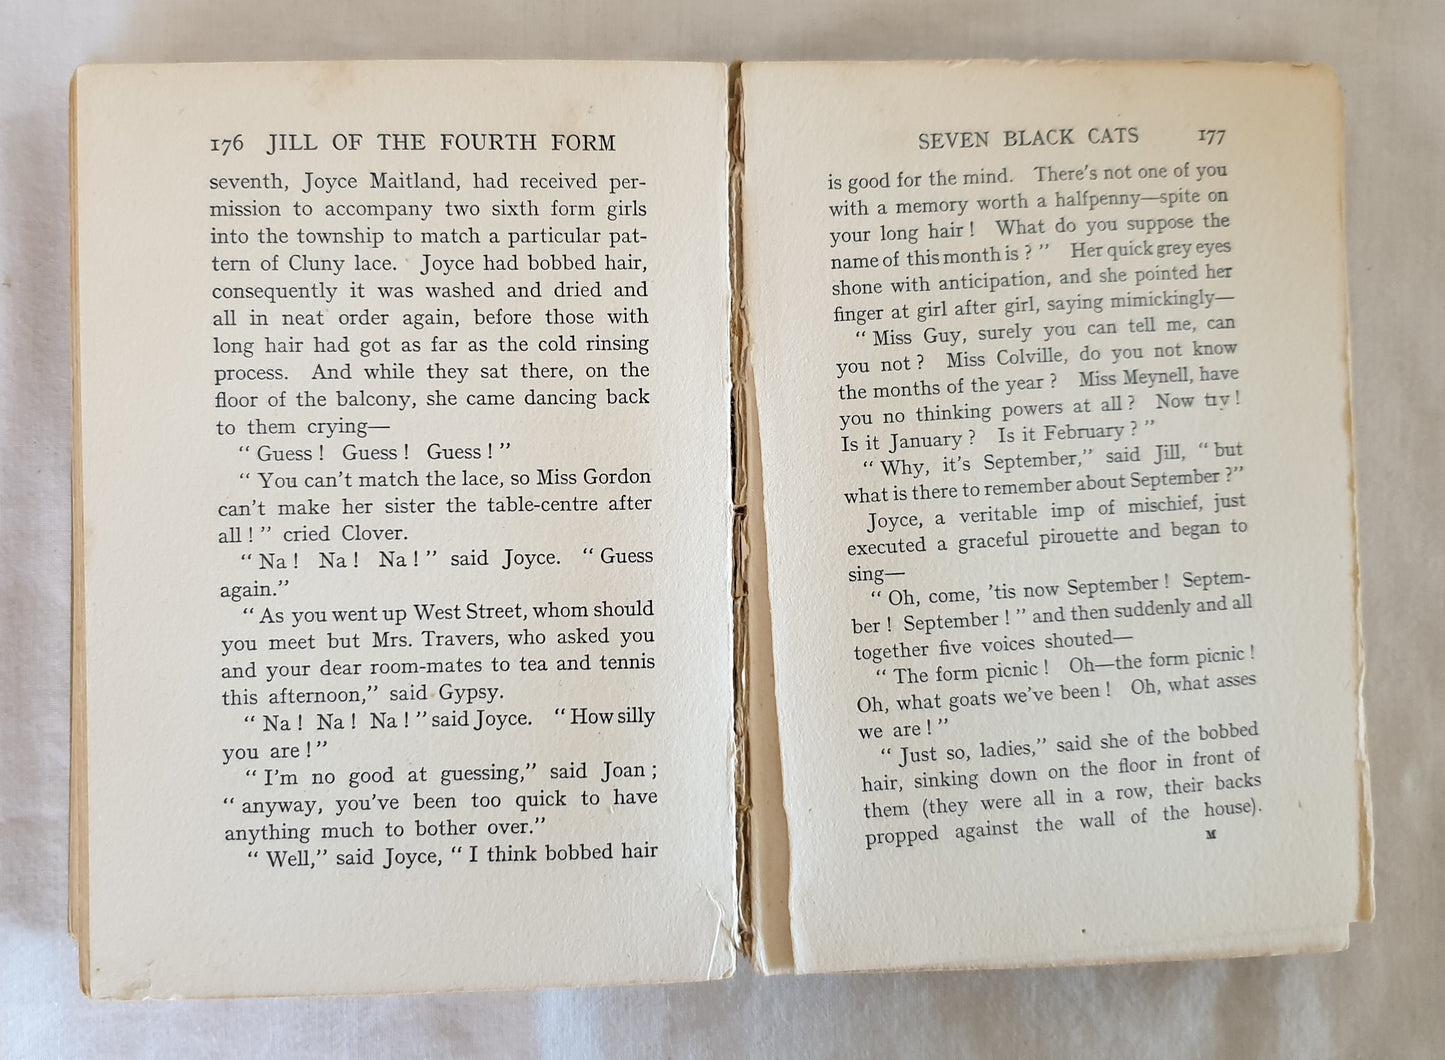 176 JILL OF THE FOURTH FORM
seventh, Joyce Maitland, had received per-
mission to accompany two sixth form girls
into the township to match a particular pat-
tern of Cluny lace. Joyce had bobbed hair,
consequently it was washed and dried and
all in neat order again, before those with
long hair had got as far as the cold rinsing
process. And while they sat there, on the
floor of the balcony, she came dancing back
to them crying—
“ Guess ! Guess ! Guess ! ”
“ You can’t match the lace, so Miss Gordon
can’t make her sister the table-centre after
all ! ” cried Clover.
“ Na ! Na ! Na ! ” said Joyce. “ Guess
again.”
“ As you went up West Street, whom should
you meet but Mrs. Travers, who asked you
and your dear room-mates to tea and tennis
this afternoon,” said Gypsy.
“ Na ! Na ! Na ! ” said Joyce. “ How silly
you are ! ”
“ I’m no good at guessing,” said Joan ;
“ anyway, you’ve been too quick to have
anything much to bother over.”
“ Well,” said Joyce, “ I think bobbed hair
SEVEN BLACK CATS 177
is good for the mind. There’s not one of you
with a memory worth a halfpenny—spite on
your long hair ! What do you suppose the
name of this month is ? ” Her quick grey eyes
shone with anticipation, and she pointed her
finger at girl after girl, saying mimickingly—
“ Miss Guy, surely you can tell me, can
you not ? Miss Colville, do you not know
the months of the year ? Miss Meynell, have
you no thinking powers at all ? Now try !
Is it January ? Is it February ? ”
“ Why, it’s September,” said Jill, “ but
what is there to remember about September ?”
Joyce, a veritable imp of mischief, just
executed a graceful pirouette and began to
sing—
“ Oh, come, ’tis now September ! Septem-
ber ! September ! ” and then suddenly and all
together five voices shouted—
“ The form picnic ! Oh—the form picnic !
Oh, what goats we’ve been ! Oh, what asses
we are ! ”
“ Just so, ladies,” said she of the bobbed
hair, sinking down on the floor in front of
them (they were all in a row, their backs
propped against the wall of the house).
M